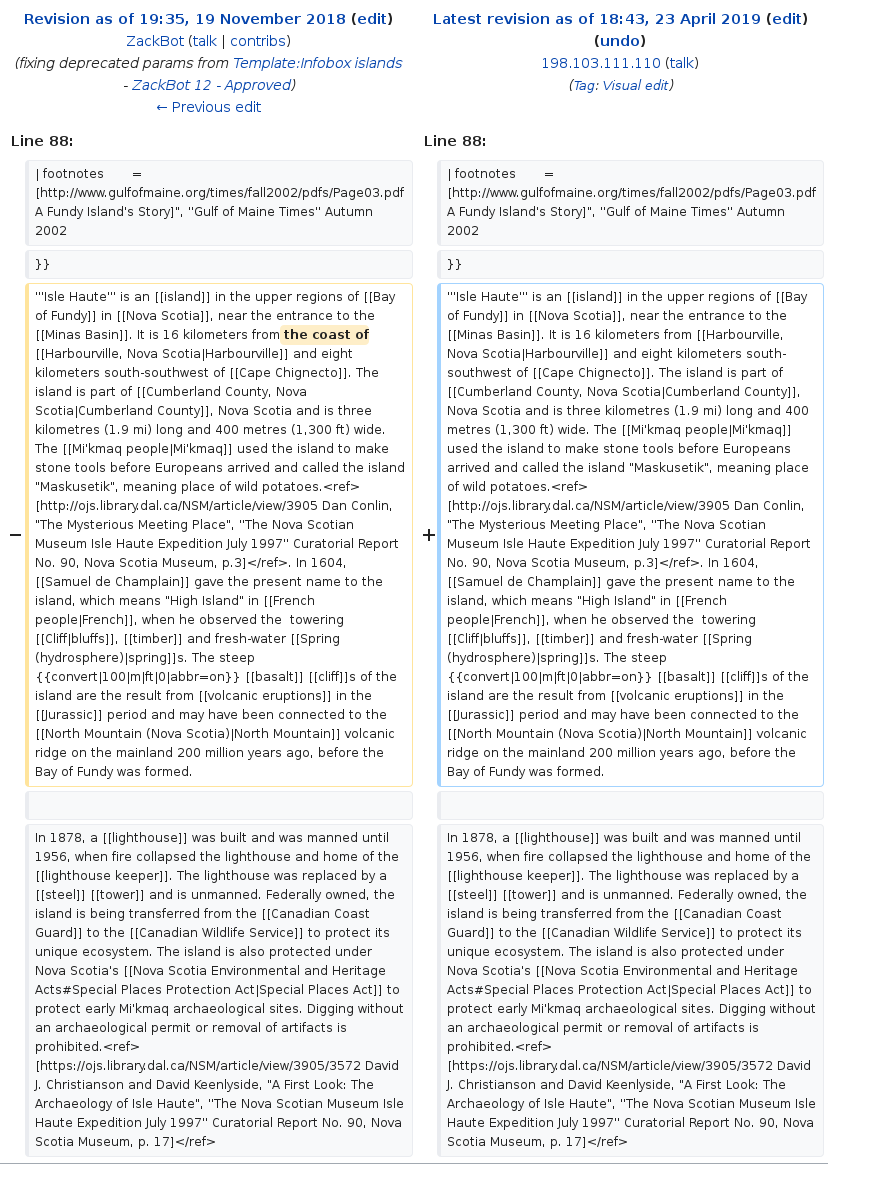 Revision as of 19:35, 19 November 2018 (edit)
ZackBot (talk | contribs)
(fixing deprecated params from Template:Infobox islands
- ZackBot 12 - Approved)
← Previous edit
Latest revision as of 18:43, 23 April 2019 (edit)
(undo)
198.103.111.110 (talk)
(Tag: Visual edit)
Line 88:
Line 88:
| footnotes       =
[http://www.gulfofmaine.org/times/fall2002/pdfs/Page03.pdf
A Fundy Island's Story]", ''Gulf of Maine Times'' Autumn
2002
| footnotes       =
[http://www.gulfofmaine.org/times/fall2002/pdfs/Page03.pdf
A Fundy Island's Story]", ''Gulf of Maine Times'' Autumn
2002
}}
}}
−
'''Isle Haute''' is an [[island]] in the upper regions of [[Bay
of Fundy]] in [[Nova Scotia]], near the entrance to the
[[Minas Basin]]. It is 16 kilometers from the coast of
[[Harbourville, Nova Scotia|Harbourville]] and eight
kilometers south-southwest of [[Cape Chignecto]]. The
island is part of [[Cumberland County, Nova
Scotia|Cumberland County]], Nova Scotia and is three
kilometres (1.9 mi) long and 400 metres (1,300 ft) wide.
The [[Mi'kmaq people|Mi'kmaq]] used the island to make
stone tools before Europeans arrived and called the island
"Maskusetik", meaning place of wild potatoes.<ref>
[http://ojs.library.dal.ca/NSM/article/view/3905 Dan Conlin,
"The Mysterious Meeting Place", ''The Nova Scotian
Museum Isle Haute Expedition July 1997'' Curatorial Report
No. 90, Nova Scotia Museum, p.3]</ref>. In 1604,
[[Samuel de Champlain]] gave the present name to the
island, which means "High Island" in [[French
people|French]], when he observed the  towering
[[Cliff|bluffs]], [[timber]] and fresh-water [[Spring
(hydrosphere)|spring]]s. The steep
{{convert|100|m|ft|0|abbr=on}} [[basalt]] [[cliff]]s of the
island are the result from [[volcanic eruptions]] in the
[[Jurassic]] period and may have been connected to the
[[North Mountain (Nova Scotia)|North Mountain]] volcanic
ridge on the mainland 200 million years ago, before the
Bay of Fundy was formed.
+
'''Isle Haute''' is an [[island]] in the upper regions of [[Bay
of Fundy]] in [[Nova Scotia]], near the entrance to the
[[Minas Basin]]. It is 16 kilometers from [[Harbourville,
Nova Scotia|Harbourville]] and eight kilometers south-
southwest of [[Cape Chignecto]]. The island is part of
[[Cumberland County, Nova Scotia|Cumberland County]],
Nova Scotia and is three kilometres (1.9 mi) long and 400
metres (1,300 ft) wide. The [[Mi'kmaq people|Mi'kmaq]]
used the island to make stone tools before Europeans
arrived and called the island "Maskusetik", meaning place
of wild potatoes.<ref>
[http://ojs.library.dal.ca/NSM/article/view/3905 Dan Conlin,
"The Mysterious Meeting Place", ''The Nova Scotian
Museum Isle Haute Expedition July 1997'' Curatorial Report
No. 90, Nova Scotia Museum, p.3]</ref>. In 1604,
[[Samuel de Champlain]] gave the present name to the
island, which means "High Island" in [[French
people|French]], when he observed the  towering
[[Cliff|bluffs]], [[timber]] and fresh-water [[Spring
(hydrosphere)|spring]]s. The steep
{{convert|100|m|ft|0|abbr=on}} [[basalt]] [[cliff]]s of the
island are the result from [[volcanic eruptions]] in the
[[Jurassic]] period and may have been connected to the
[[North Mountain (Nova Scotia)|North Mountain]] volcanic
ridge on the mainland 200 million years ago, before the
Bay of Fundy was formed.
In 1878, a [[lighthouse]] was built and was manned until
1956, when fire collapsed the lighthouse and home of the
[[lighthouse keeper]]. The lighthouse was replaced by a
[[steel]] [[tower]] and is unmanned. Federally owned, the
island is being transferred from the [[Canadian Coast
Guard]] to the [[Canadian Wildlife Service]] to protect its
unique ecosystem. The island is also protected under
Nova Scotia's [[Nova Scotia Environmental and Heritage
Acts#Special Places Protection Act|Special Places Act]] to
protect early Mi'kmaq archaeological sites. Digging without
an archaeological permit or removal of artifacts is
prohibited.<ref>
[https://ojs.library.dal.ca/NSM/article/view/3905/3572 David
J. Christianson and David Keenlyside, "A First Look: The
Archaeology of Isle Haute", ''The Nova Scotian Museum Isle
Haute Expedition July 1997'' Curatorial Report No. 90, Nova
Scotia Museum, p. 17]</ref>
In 1878, a [[lighthouse]] was built and was manned until
1956, when fire collapsed the lighthouse and home of the
[[lighthouse keeper]]. The lighthouse was replaced by a
[[steel]] [[tower]] and is unmanned. Federally owned, the
island is being transferred from the [[Canadian Coast
Guard]] to the [[Canadian Wildlife Service]] to protect its
unique ecosystem. The island is also protected under
Nova Scotia's [[Nova Scotia Environmental and Heritage
Acts#Special Places Protection Act|Special Places Act]] to
protect early Mi'kmaq archaeological sites. Digging without
an archaeological permit or removal of artifacts is
prohibited.<ref>
[https://ojs.library.dal.ca/NSM/article/view/3905/3572 David
J. Christianson and David Keenlyside, "A First Look: The
Archaeology of Isle Haute", ''The Nova Scotian Museum Isle
Haute Expedition July 1997'' Curatorial Report No. 90, Nova
Scotia Museum, p. 17]</ref>